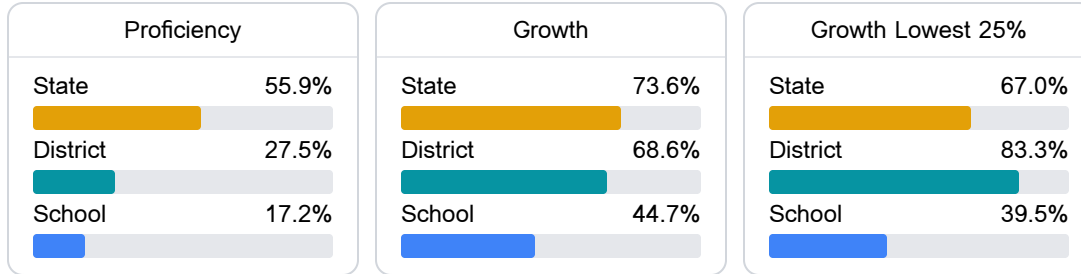 Proficiency
State 55.9%
District 27.5%
School 17.2%
Growth
State 73.6%
District 68.6%
School 44.7%
Growth Lowest 25%
State 67.0%
District 83.3%
School 39.5%